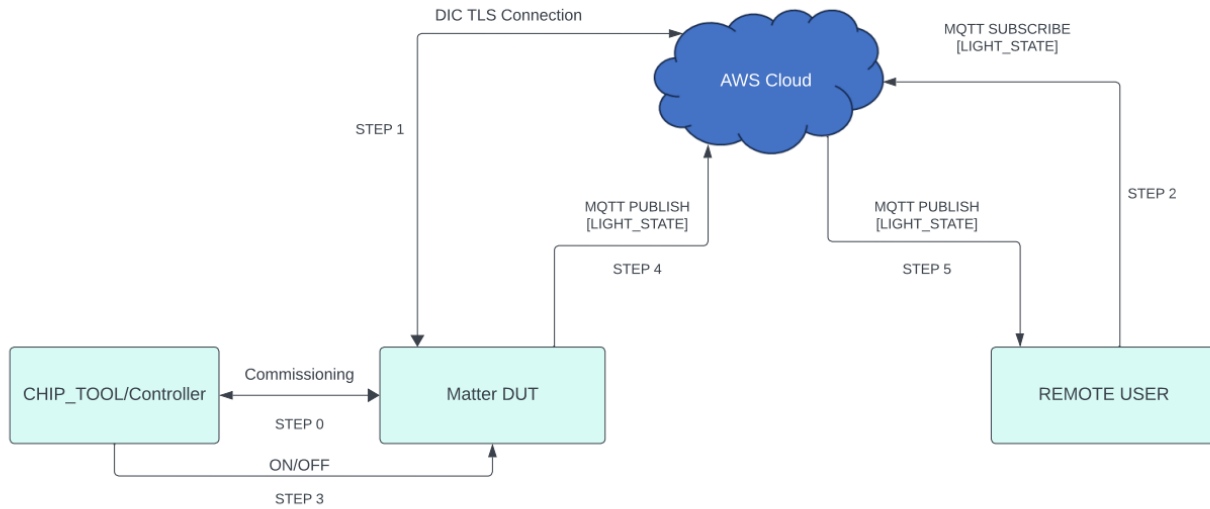 DIC TLS Connection
MQTT SUBSCRIBE
[LIGHT_STATE]
AWS Cloud
STEP 1
STEP 2
MQTT PUBLISH
[LIGHT_STATE]
MQTT PUBLISH
[LIGHT_STATE]
STEP 4
STEP 5
Commissioning
CHIP_TOOL/Controller
Matter DUT
REMOTE USER
STEP 0
ON/OFF
STEP 3